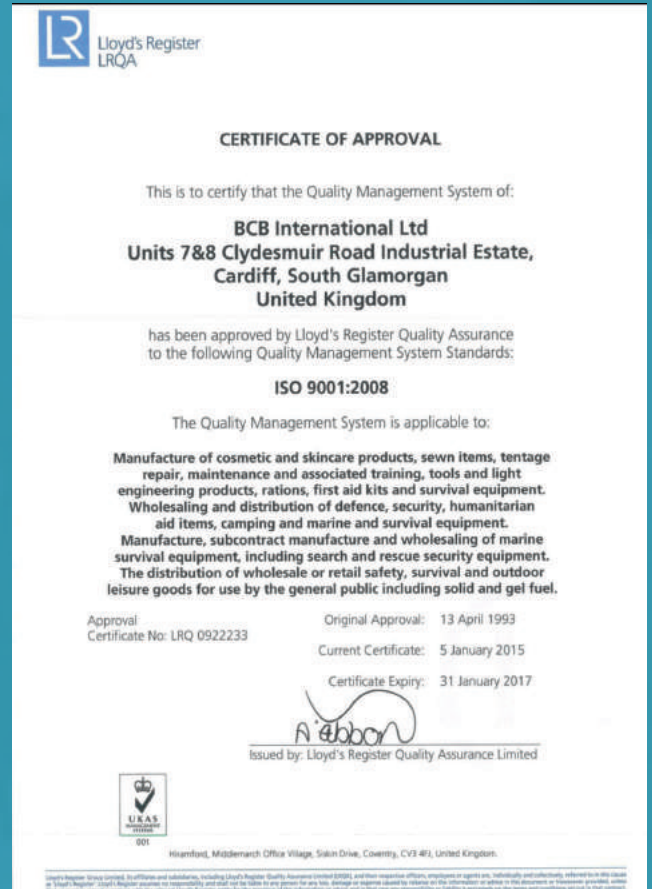 LR
Lloyd's Register
LRQA
CERTIFICATE OF APPROVAL
This is to certify that the Quality Management System of:
BCB International Ltd
Units 7&8 Clydesmuir Road Industrial Estate,
Cardiff, South Glamorgan
United Kingdom
has been approved by Lloyd's Register Quality Assurance
to the following Quality Management System Standards:
ISO 9001:2008
The Quality Management System is applicable to:
Manufacture of cosmetic and skincare products, sewn items, tentage
repair, maintenance and associated training, tools and light
engineering products, rations, first aid kits and survival equipment.
Wholesaling and distribution of defence, security, humanitarian
aid items, camping and marine and survival equipment.
Manufacture, subcontract manufacture and wholesaling of marine
survival equipment, including search and rescue security equipment.
The distribution of wholesale or retail safety, survival and outdoor
leisure goods for use by the general public including solid and gel fuel.
Approval
Certificate No: LRQ 0922233
Original Approval: 13 April 1993
Current Certificate: 5 January 2015
Certificate Expiry: 31 January 2017
Issued by: Lloyd's Register Quality Assurance Limited
UKAS
MANAGEMENT
SYSTEMS
001
Hiramford, Middlemarch Office Village, Siskin Drive, Coventry, CV3 4FJ, United Kingdom.